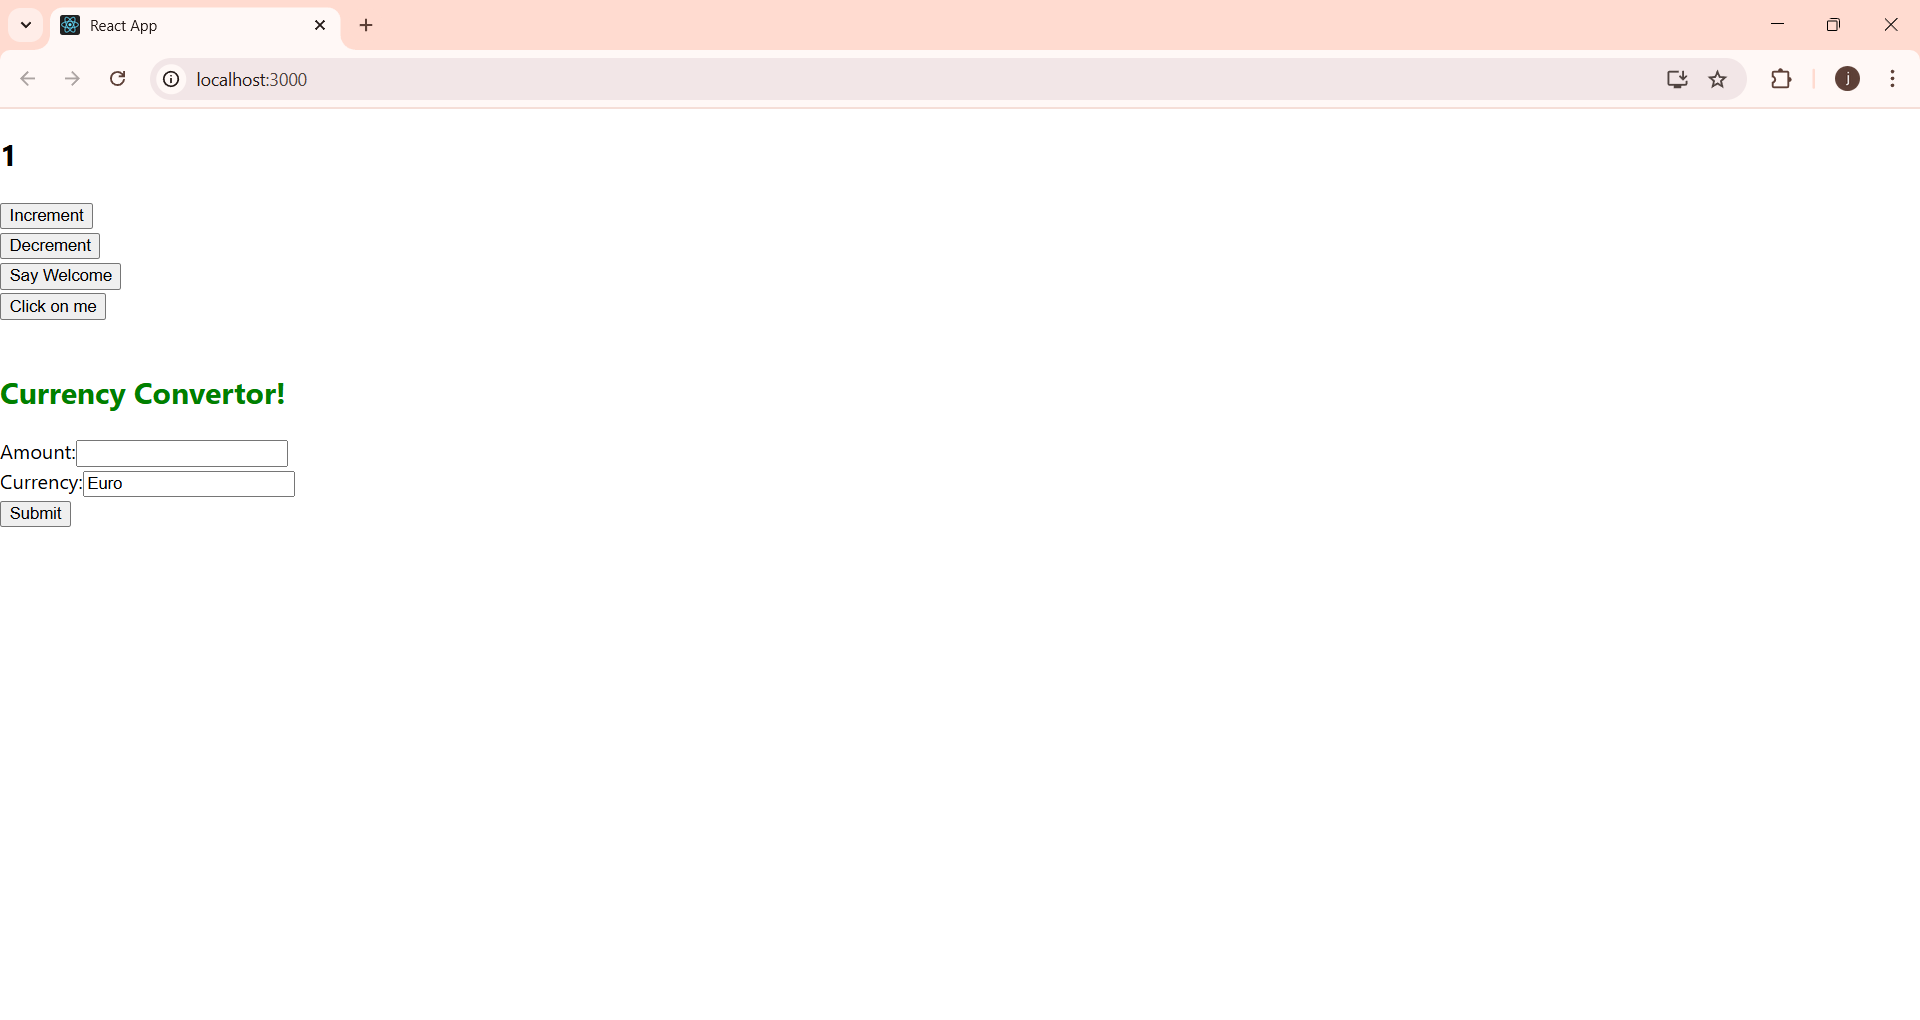 React App
localhost:3000
j
1
Increment
Decrement
Say Welcome
Click on me
Currency Convertor!
Amount:
Currency: Euro
Submit